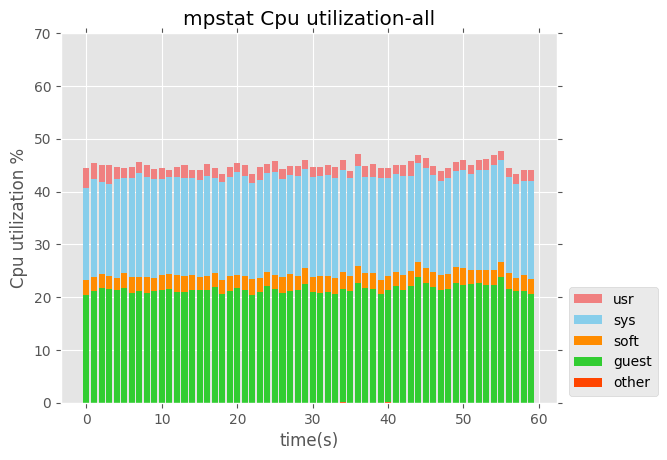 mpstat Cpu utilization-all
Cpu utilization %
70
60
50
40
30
20
10
0
0 10 20 30 40 50 60
time(s)
usr
sys
soft
guest
other